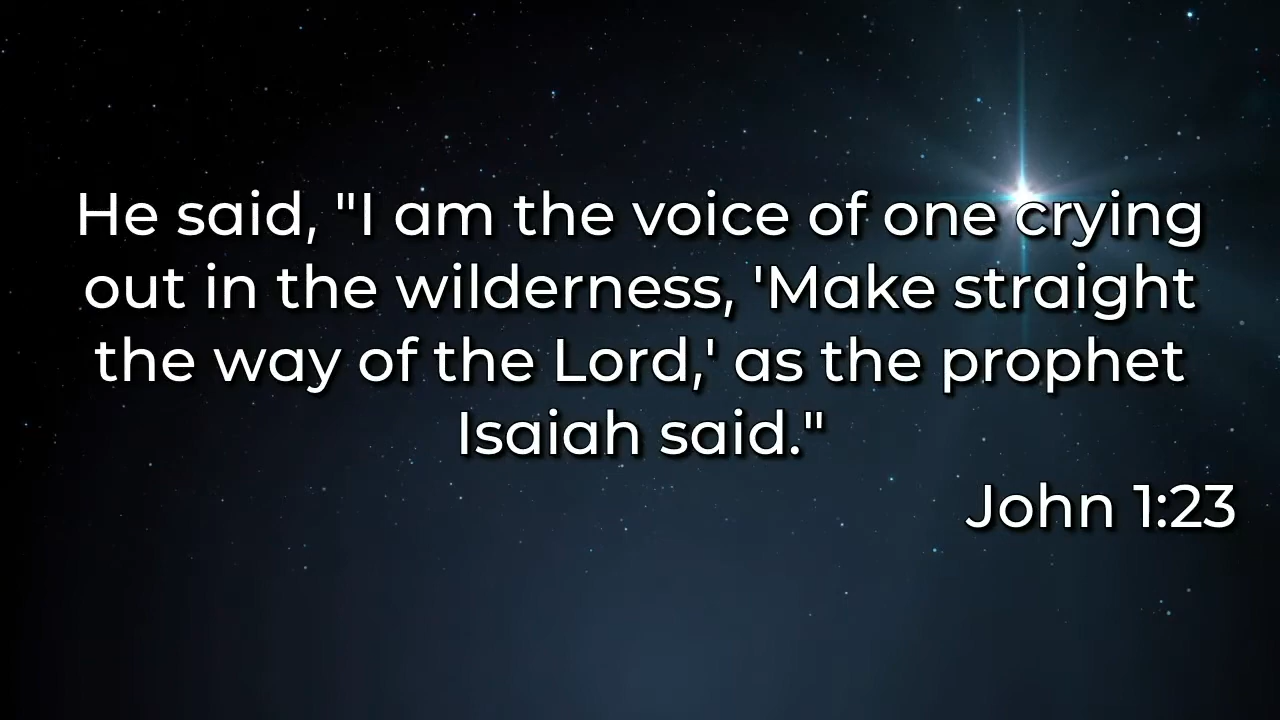 He said, "I am the voice of one crying
out in the wilderness, 'Make straight
the way of the Lord,' as the prophet
Isaiah said."
John 1:23